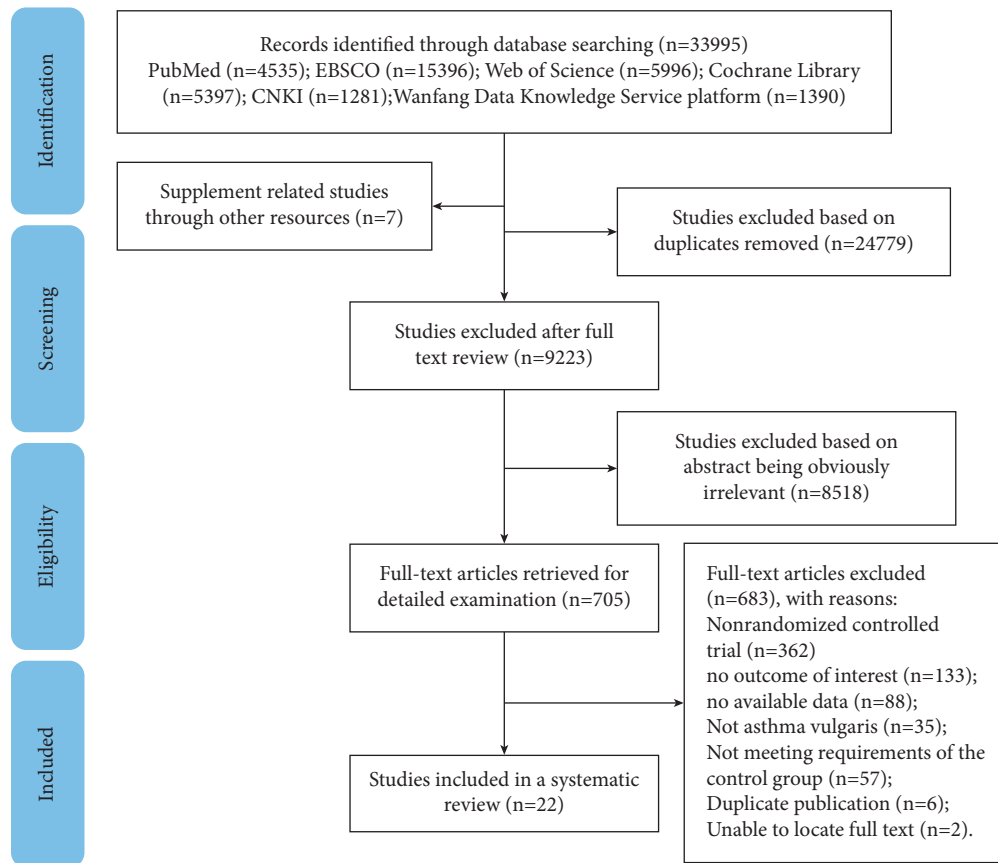 Identification
Records identified through database searching (n=33995)
PubMed (n=4535); EBSCO (n=15396); Web of Science (n=5996); Cochrane Library
(n=5397); CNKI (n=1281);Wanfang Data Knowledge Service platform (n=1390)
Supplement related studies
through other resources (n=7)
Studies excluded based on
duplicates removed (n=24779)
Screening
Studies excluded after full
text review (n=9223)
Studies excluded based on
abstract being obviously
irrelevant (n=8518)
Eligibility
Full-text articles retrieved for
detailed examination (n=705)
Full-text articles excluded
(n=683), with reasons:
Nonrandomized controlled
trial (n=362)
no outcome of interest (n=133);
no available data (n=88);
Not asthma vulgaris (n=35);
Not meeting requirements of the
control group (n=57);
Duplicate publication (n=6);
Unable to locate full text (n=2).
Included
Studies included in a systematic
review (n=22)